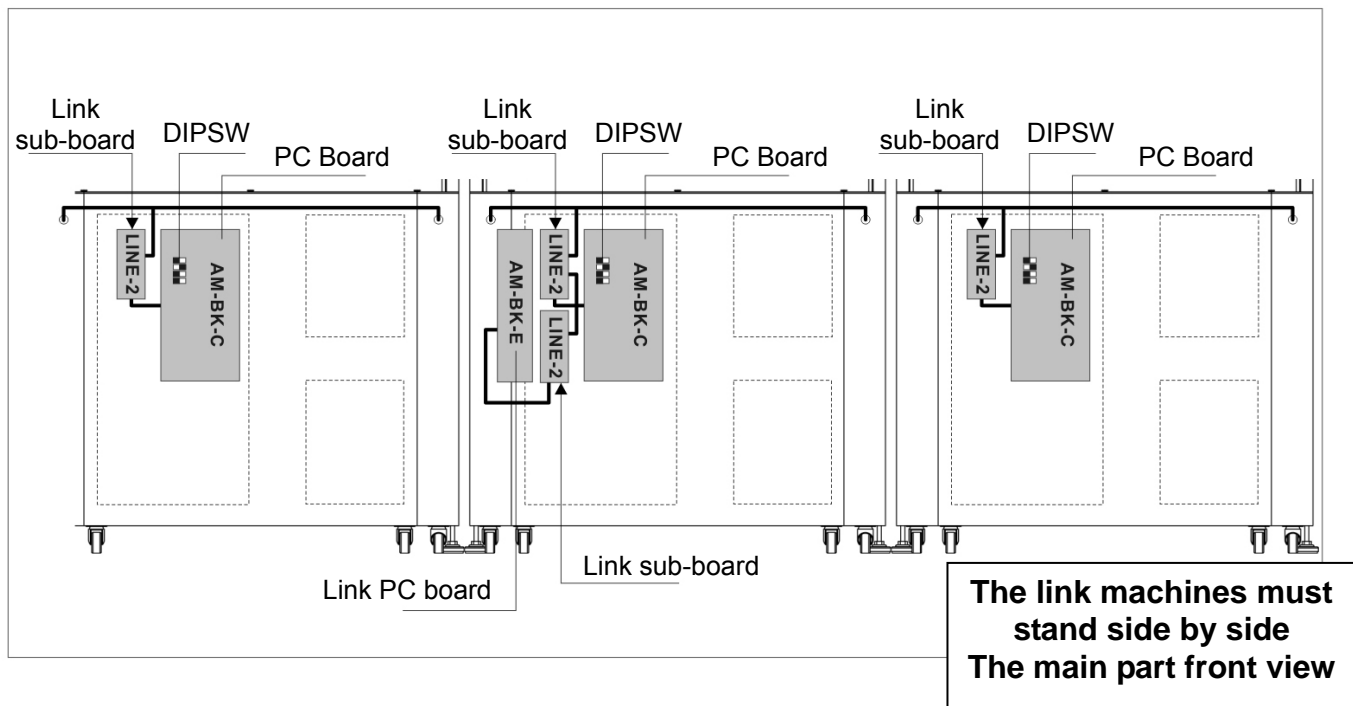 Link
sub-board
DIPSW
PC Board
Link
sub-board
DIPSW
PC Board
Link
sub-board
DIPSW
PC Board
LINE-2
AM-BK-C
AM-BK-E
LINE-2
LINE-2
AM-BK-C
LINE-2
AM-BK-C
Link PC board
Link sub-board
The link machines must
stand side by side
The main part front view